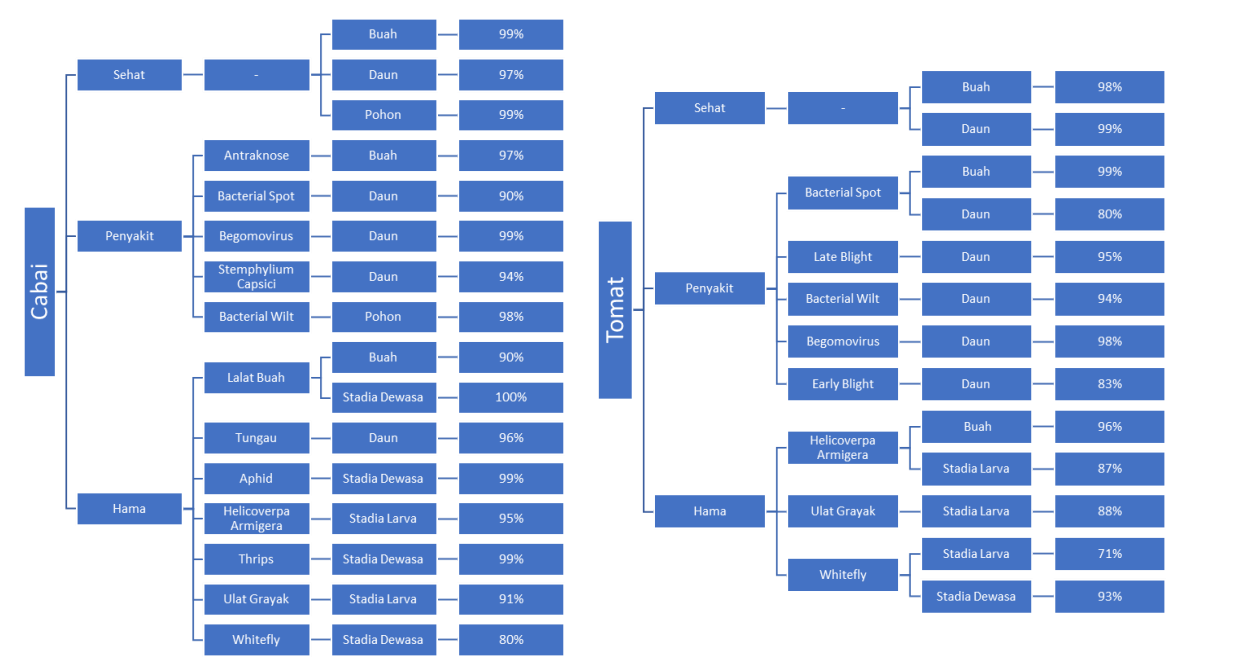 Cabai
Sehat
-
Buah
99%
Daun
97%
Pohon
99%
Penyakit
Antraknose
Buah
97%
Bacterial Spot
Daun
90%
Begomovirus
Daun
99%
Stemphylium
Capsici
Daun
94%
Bacterial Wilt
Pohon
98%
Hama
Lalat Buah
Buah
90%
Stadia Dewasa
100%
Tungau
Daun
96%
Aphid
Stadia Dewasa
99%
Helicoverpa
Armigera
Stadia Larva
95%
Thrips
Stadia Dewasa
99%
Ulat Grayak
Stadia Larva
91%
Whitefly
Stadia Dewasa
80%
Tomat
Sehat
-
Buah
98%
Daun
99%
Penyakit
Bacterial Spot
Buah
99%
Daun
80%
Late Blight
Daun
95%
Bacterial Wilt
Daun
94%
Begomovirus
Daun
98%
Early Blight
Daun
83%
Hama
Helicoverpa
Armigera
Buah
96%
Stadia Larva
87%
Ulat Grayak
Stadia Larva
88%
Whitefly
Stadia Larva
71%
Stadia Dewasa
93%